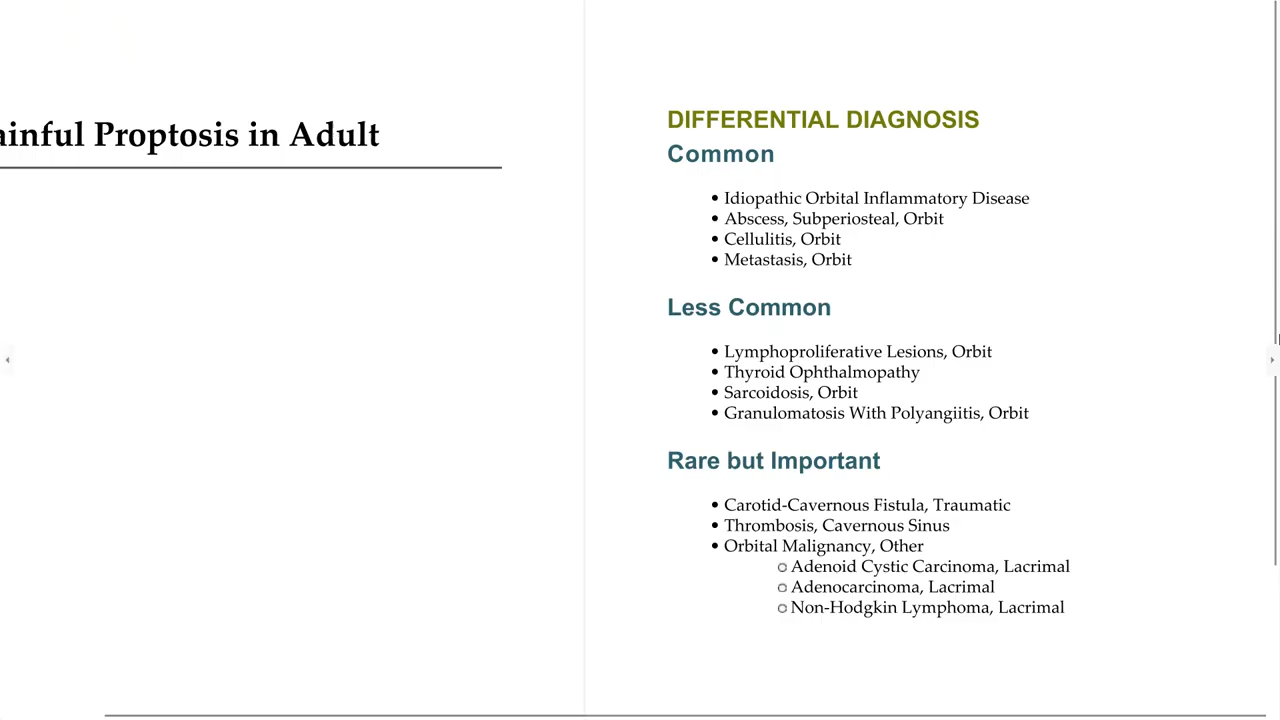 ainful Proptosis in Adult
DIFFERENTIAL DIAGNOSIS
Common
• Idiopathic Orbital Inflammatory Disease
• Abscess, Subperiosteal, Orbit
• Cellulitis, Orbit
• Metastasis, Orbit
Less Common
• Lymphoproliferative Lesions, Orbit
• Thyroid Ophthalmopathy
• Sarcoidosis, Orbit
• Granulomatosis With Polyangiitis, Orbit
Rare but Important
• Carotid-Cavernous Fistula, Traumatic
• Thrombosis, Cavernous Sinus
• Orbital Malignancy, Other
○ Adenoid Cystic Carcinoma, Lacrimal
○ Adenocarcinoma, Lacrimal
○ Non-Hodgkin Lymphoma, Lacrimal